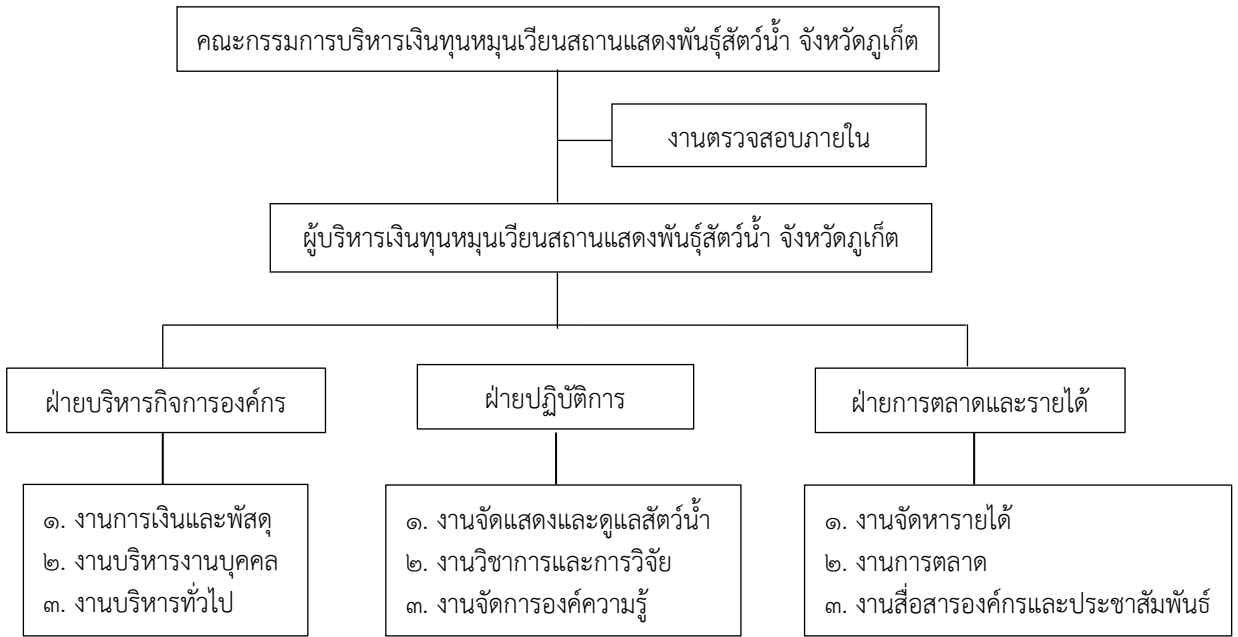 คณะกรรมการบริหารเงินทุนหมุนเวียนสถานแสดงพันธุ์สัตว์น้ำ จังหวัดภูเก็ต
งานตรวจสอบภายใน
ผู้บริหารเงินทุนหมุนเวียนสถานแสดงพันธุ์สัตว์น้ำ จังหวัดภูเก็ต
ฝ่ายบริหารกิจการองค์กร
ฝ่ายปฏิบัติการ
ฝ่ายการตลาดและรายได้
๑. งานการเงินและพัสดุ
๒. งานบริหารงานบุคคล
๓. งานบริหารทั่วไป
๑. งานจัดแสดงและดูแลสัตว์น้ำ
๒. งานวิชาการและการวิจัย
๓. งานจัดการองค์ความรู้
๑. งานจัดหารายได้
๒. งานการตลาด
๓. งานสื่อสารองค์กรและประชาสัมพันธ์